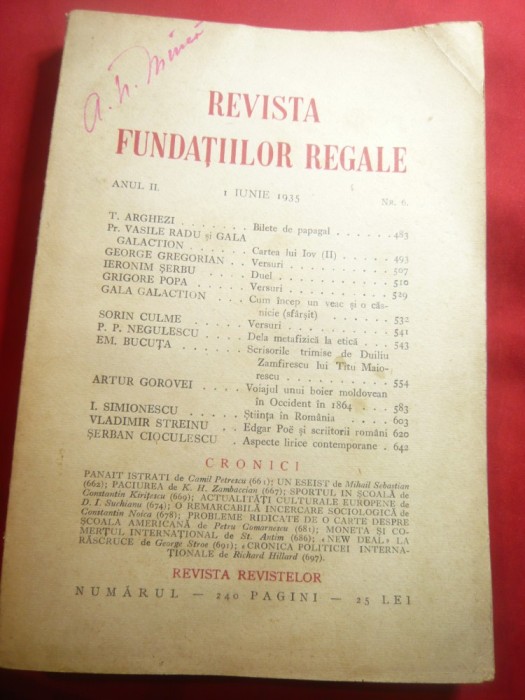 REVISTA
FUNDAȚIILOR REGALE
ANUL II. 1 IUNIE 1935 NR. 6.
T. ARGHEZI . . . . . . . Bilete de papagal . . . . . . 483
Pr. VASILE RADU și GALA
GALACTION . . . . . . . Cartea lui Iov (II) . . . . . . 493
GEORGE GREGORIAN . . Versuri . . . . . . . . . . 507
IERONIM ȘERBU . . . . . Duel . . . . . . . . . . . 510
GRIGORE POPA . . . . . . Versuri . . . . . . . . . . 529
GALA GALACTION . . . . Cum încep un veac și o căs-
nicie (sfârșit) . . . . . . . 532
SORIN CULME . . . . . . Versuri . . . . . . . . . . 541
P. P. NEGULESCU . . . . . Dela metafizică la etică . . . . 543
EM. BUCUȚA . . . . . . . Scrisorile trimise de Duiliu
Zamfirescu lui Titu Maio-
rescu . . . . . . . . . . 554
ARTUR GOROVEI . . . . . Voiajul unui boier moldovean
în Occident în 1864 . . . . 583
I. SIMIONESCU . . . . . . Știința în România . . . . . 603
VLADIMIR STREINU . . . Edgar Poë și scriitorii români 620
ȘERBAN CIOCULESCU . . Aspecte lirice contemporane . 642
CRONICI
PANAIT ISTRATI de Camil Petrescu (661); UN ESEIST de Mihail Sebastian
(662); PACIUREA de K. H. Zambaccian (667); SPORTUL IN ȘCOALĂ de
Constantin Kirițescu (669); ACTUALITĂȚI CULTURALE EUROPENE de
D. I. Suchianu (674); O REMARCABILĂ INCERCARE SOCIOLOGICĂ de
Constantin Noica (678); PROBLEME RIDICATE DE O CARTE DESPRE
ȘCOALA AMERICANĂ de Petru Comarnescu (681); MONETA ȘI CO-
MERȚUL INTERNAȚIONAL de St. Antim (686); «NEW DEAL» LA
RĂSCRUCE de George Stroe (691); «CRONICA POLITICEI INTERNA-
ȚIONALE de Richard Hillard (697).
REVISTA REVISTELOR
NUMĂRUL — 240 PAGINI — 25 LEI